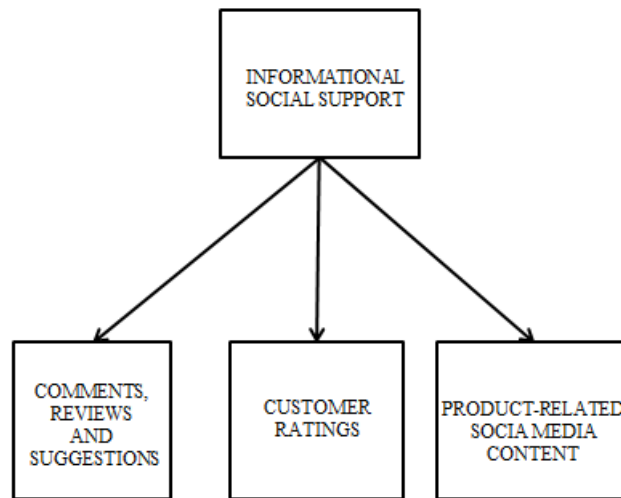 INFORMATIONAL
SOCIAL SUPPORT
COMMENTS,
REVIEWS
AND
SUGGESTIONS
CUSTOMER
RATINGS
PRODUCT-RELATED
SOCIA MEDIA
CONTENT